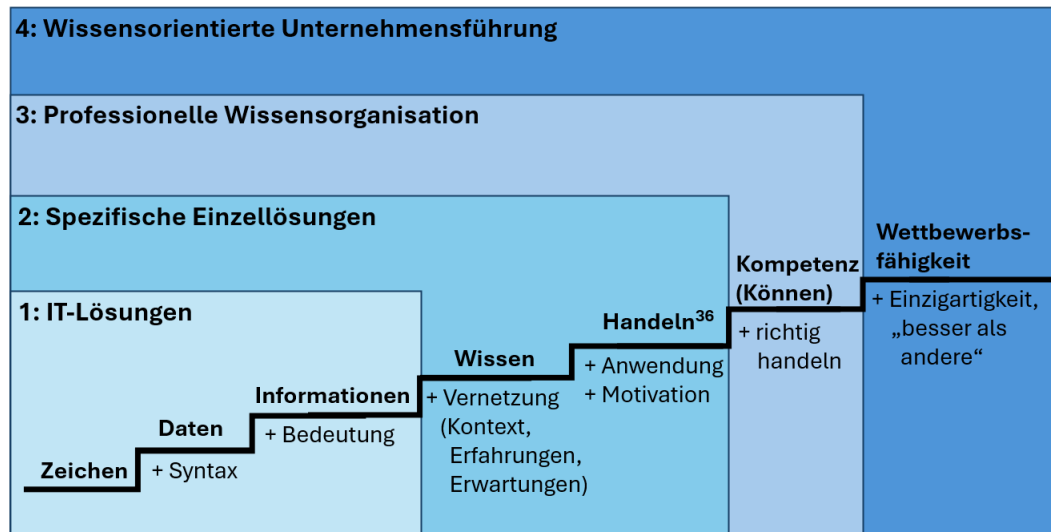 4: Wissensorientierte Unternehmensführung
3: Professionelle Wissensorganisation
2: Spezifische Einzellösungen
1: IT-Lösungen
Zeichen
Daten
+ Syntax
Informationen
+ Bedeutung
Wissen
+ Vernetzung
(Kontext,
Erfahrungen,
Erwartungen)
Handeln³⁶
+ Anwendung
+ Motivation
Kompetenz
(Können)
+ richtig
handeln
Wettbewerbs-
fähigkeit
+ Einzigartigkeit,
„besser als
andere“